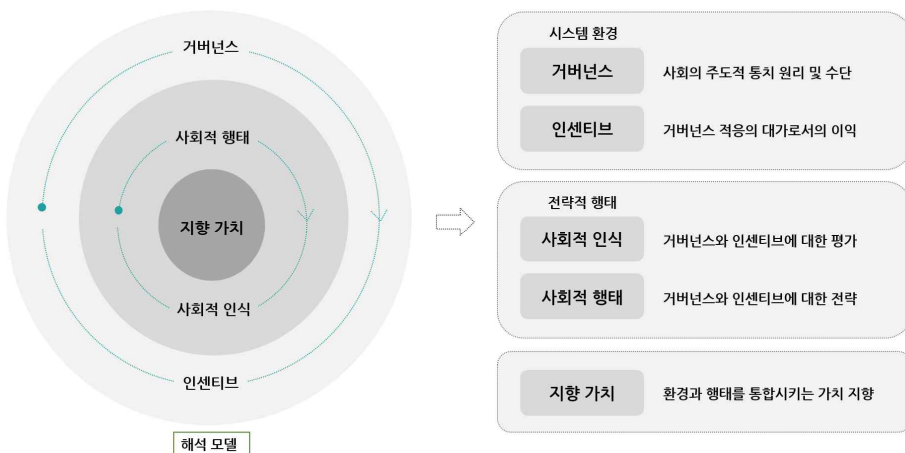 거버넌스
사회적 행태
지향 가치
사회적 인식
인센티브
해석 모델
시스템 환경
거버넌스 사회의 주도적 통치 원리 및 수단
인센티브 거버넌스 적응의 대가로서의 이익
전략적 행태
사회적 인식 거버넌스와 인센티브에 대한 평가
사회적 행태 거버넌스와 인센티브에 대한 전략
지향 가치 환경과 행태를 통합시키는 가치 지향